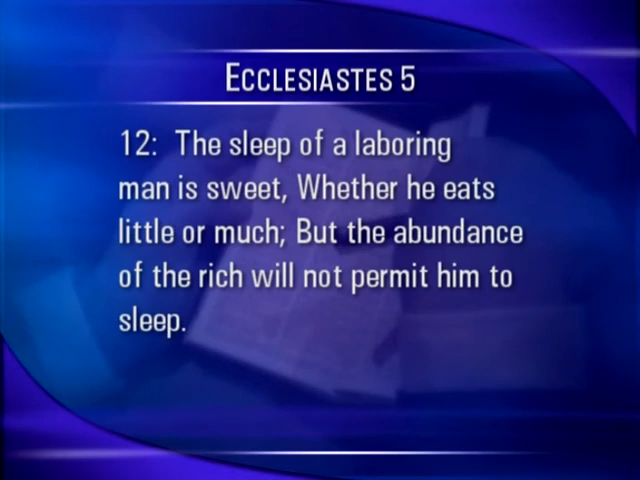 ECCLESIASTES 5
12: The sleep of a laboring
man is sweet, Whether he eats
little or much; But the abundance
of the rich will not permit him to
sleep.